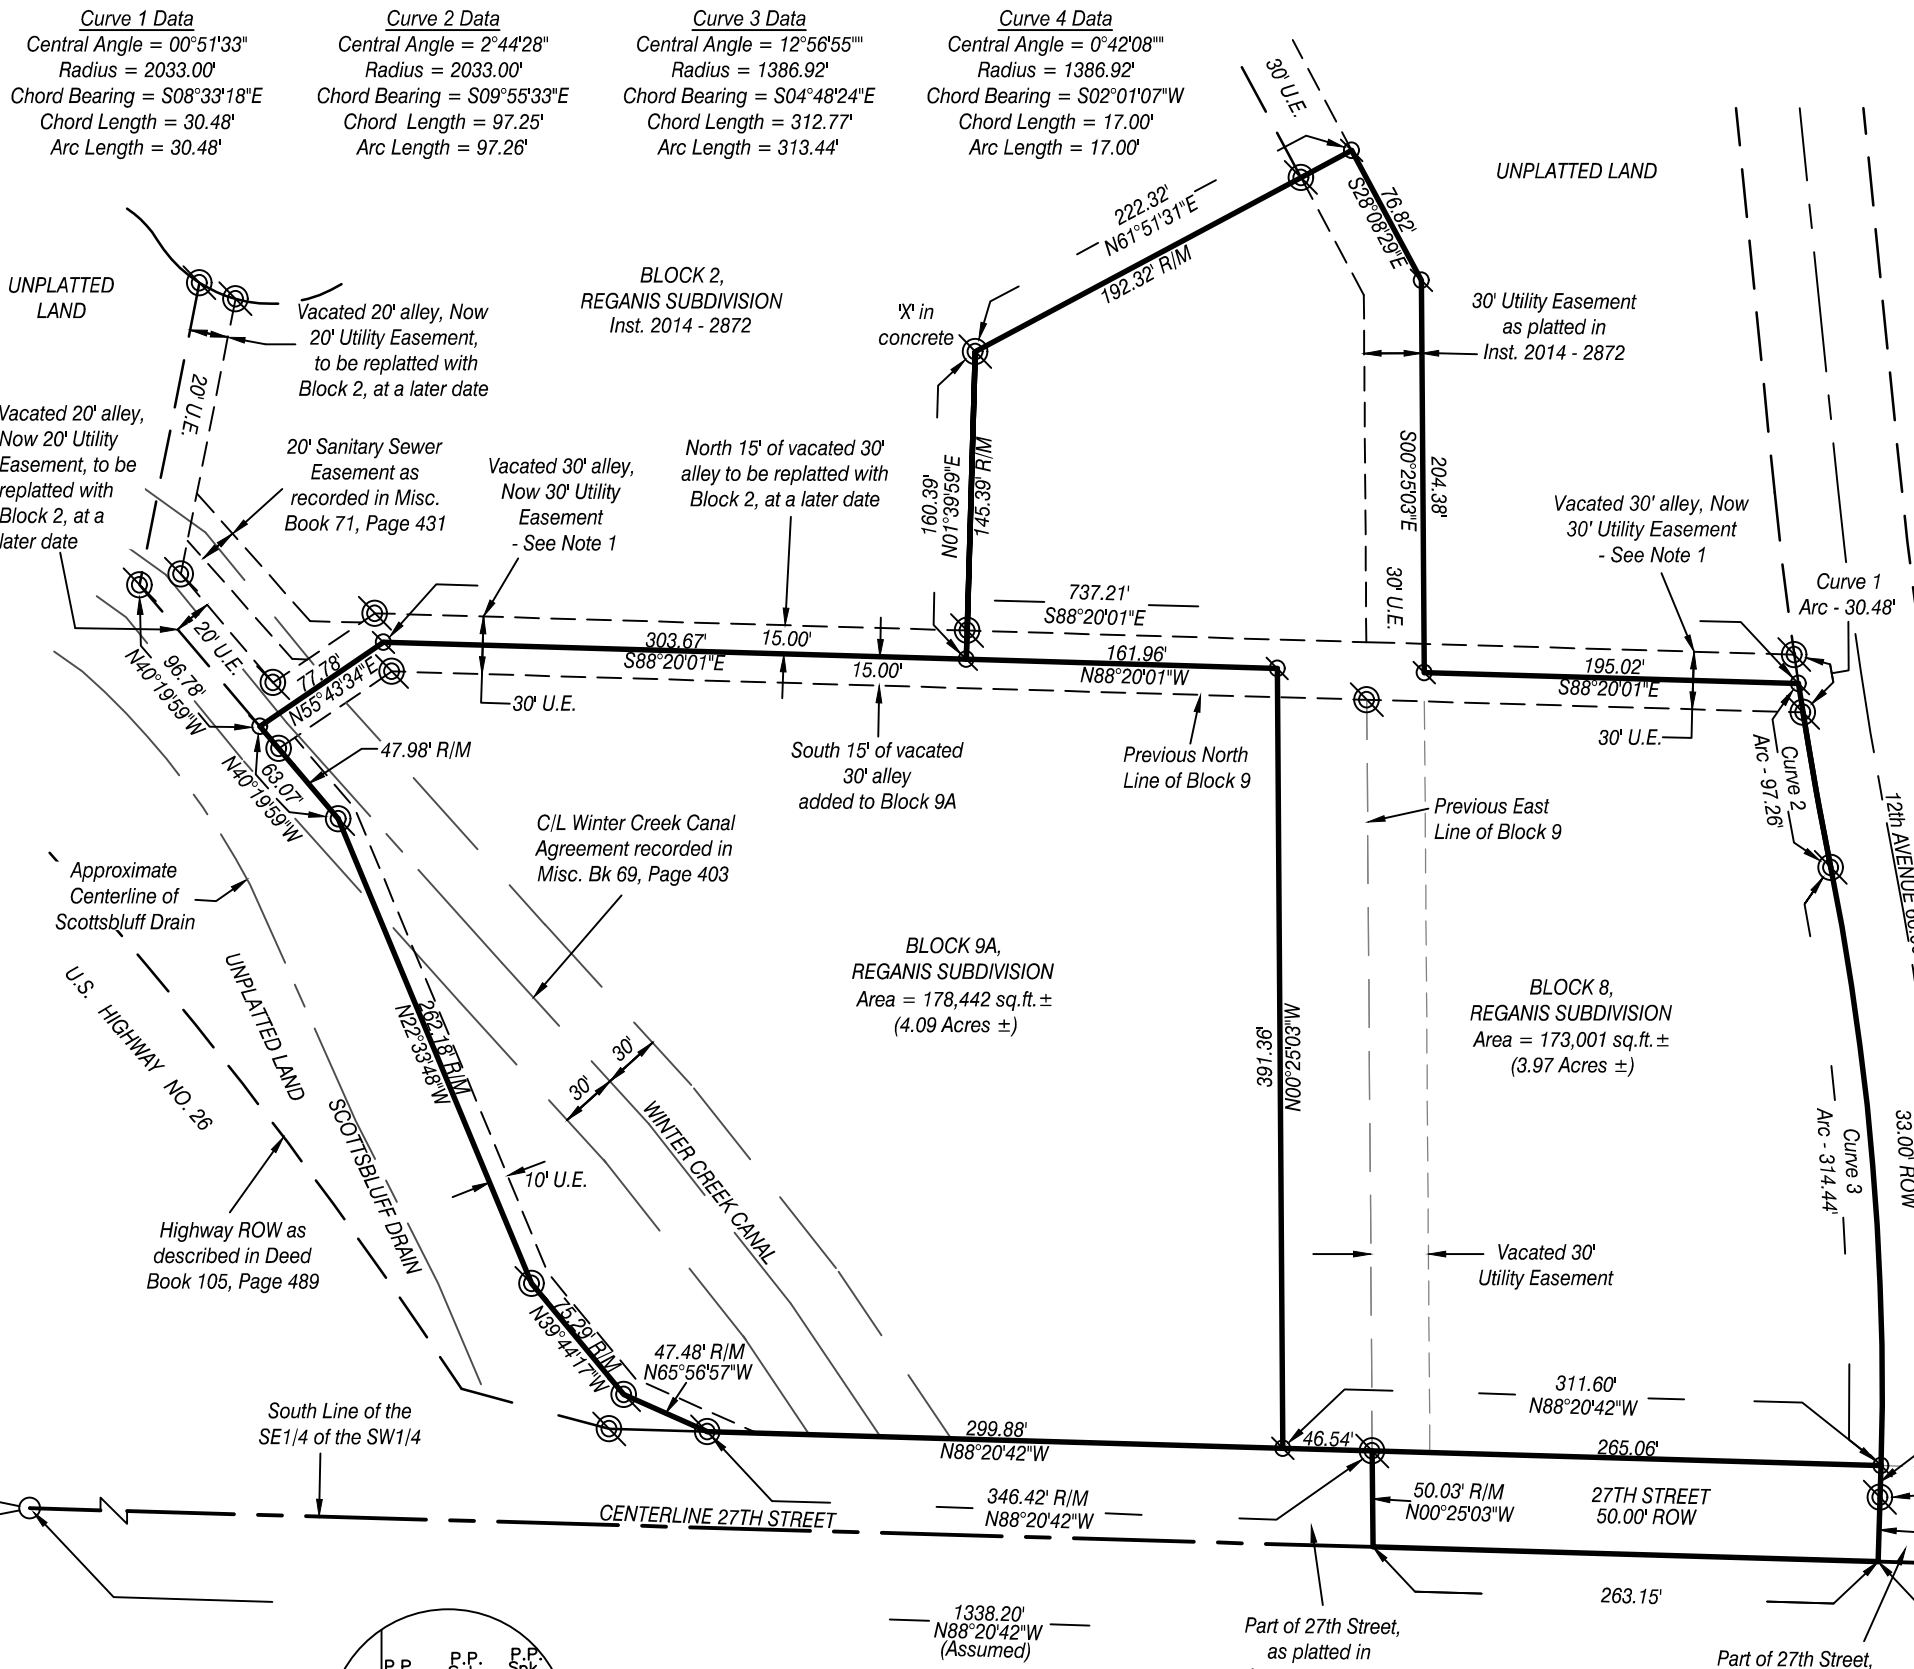 Curve 1 Data
Central Angle = 00°51'33"
Radius = 2033.00'
Chord Bearing = S08°33'18"E
Chord Length = 30.48'
Arc Length = 30.48'
Curve 2 Data
Central Angle = 2°44'28"
Radius = 2033.00'
Chord Bearing = S09°55'33"E
Chord Length = 97.25'
Arc Length = 97.26'
Curve 3 Data
Central Angle = 12°56'55""
Radius = 1386.92'
Chord Bearing = S04°48'24"E
Chord Length = 312.77'
Arc Length = 313.44'
Curve 4 Data
Central Angle = 0°42'08""
Radius = 1386.92'
Chord Bearing = S02°01'07"W
Chord Length = 17.00'
Arc Length = 17.00'
30' U.E.
UNPLATTED LAND
222.32'
N61°51'31"E
192.32' R/M
76.82'
S28°08'29"E
UNPLATTED
LAND
BLOCK 2,
REGANIS SUBDIVISION
Inst. 2014 - 2872
'X' in
concrete
30' Utility Easement
as platted in
Inst. 2014 - 2872
Vacated 20' alley, Now
20' Utility Easement,
to be replatted with
Block 2, at a later date
20' U.E.
Vacated 20' alley,
Now 20' Utility
Easement, to be
replatted with
Block 2, at a
later date
20' Sanitary Sewer
Easement as
recorded in Misc.
Book 71, Page 431
Vacated 30' alley,
Now 30' Utility
Easement
- See Note 1
North 15' of vacated 30'
alley to be replatted with
Block 2, at a later date
160.39'
N01°39'59"E
145.39' R/M
204.38'
S00°25'03"E
Vacated 30' alley, Now
30' Utility Easement
- See Note 1
Curve 1
Arc - 30.48'
30' U.E.
737.21'
S88°20'01"E
303.67'
S88°20'01"E
15.00'
15.00'
161.96'
N88°20'01"W
195.02'
S88°20'01"E
20' U.E.
96.78'
N40°19'59"W
77.78'
N55°43'34"E
30' U.E.
30' U.E.
47.98' R/M
63.07'
N40°19'59"W
South 15' of vacated
30' alley
added to Block 9A
Previous North
Line of Block 9
Previous East
Line of Block 9
Curve 2
Arc - 97.26'
12th AVENUE
C/L Winter Creek Canal
Agreement recorded in
Misc. Bk 69, Page 403
Approximate
Centerline of
Scottsbluff Drain
U.S. HIGHWAY NO. 26
UNPLATTED LAND
SCOTTSBLUFF DRAIN
262.18' R/M
N22°33'48"W
BLOCK 9A,
REGANIS SUBDIVISION
Area = 178,442 sq.ft.±
(4.09 Acres ±)
BLOCK 8,
REGANIS SUBDIVISION
Area = 173,001 sq.ft.±
(3.97 Acres ±)
391.36'
N00°25'03"W
30'
30'
WINTER CREEK CANAL
10' U.E.
Curve 3
Arc - 314.44'
33.00' ROW
Highway ROW as
described in Deed
Book 105, Page 489
Vacated 30'
Utility Easement
75.29' R/M
N39°44'17"W
47.48' R/M
N65°56'57"W
South Line of the
SE1/4 of the SW1/4
299.88'
N88°20'42"W
311.60'
N88°20'42"W
46.54'
265.06'
346.42' R/M
N88°20'42"W
50.03' R/M
N00°25'03"W
27TH STREET
50.00' ROW
CENTERLINE 27TH STREET
263.15'
1338.20'
N88°20'42"W
(Assumed)
Part of 27th Street,
as platted in
Part of 27th Street,
P.P.
P.P.
P.P.